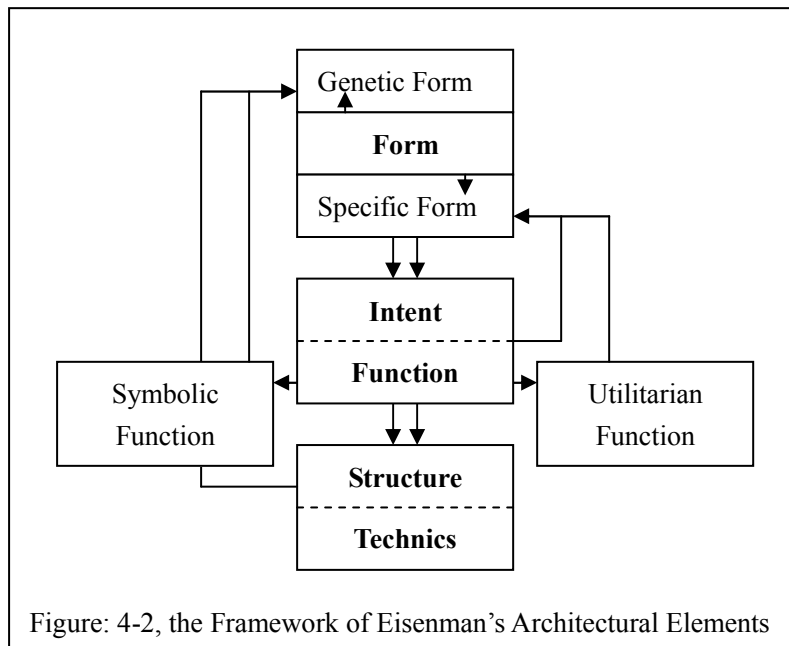 Genetic Form
Form
Specific Form
Intent
Function
Symbolic
Function
Utilitarian
Function
Structure
Technics
Figure: 4-2, the Framework of Eisenman’s Architectural Elements